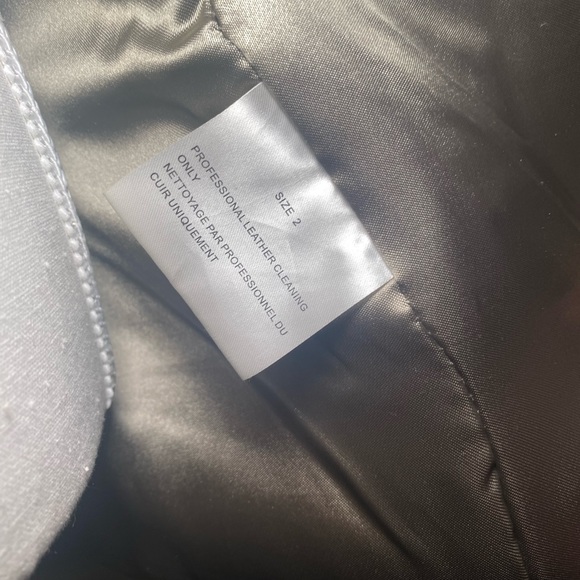 SIZE 2
PROFESSIONAL LEATHER CLEANING
ONLY
NETTOYAGE PAR PROFESSIONNEL DU
CUIR UNIQUEMENT